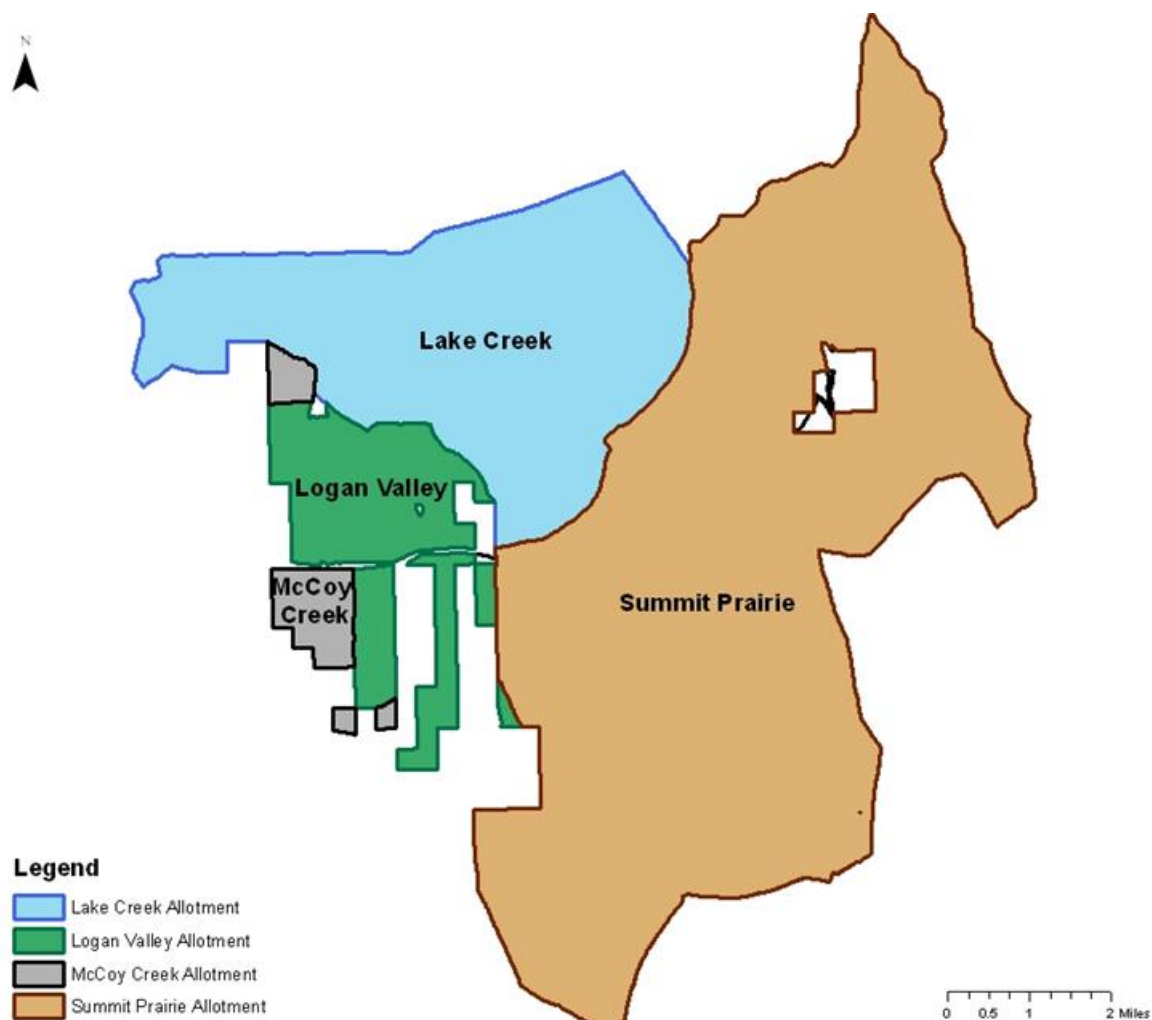 N
Lake Creek
Logan Valley
McCoy
Creek
Summit Prairie
Legend
Lake Creek Allotment
Logan Valley Allotment
McCoy Creek Allotment
Summit Prairie Allotment
0 0.5 1 2 Miles